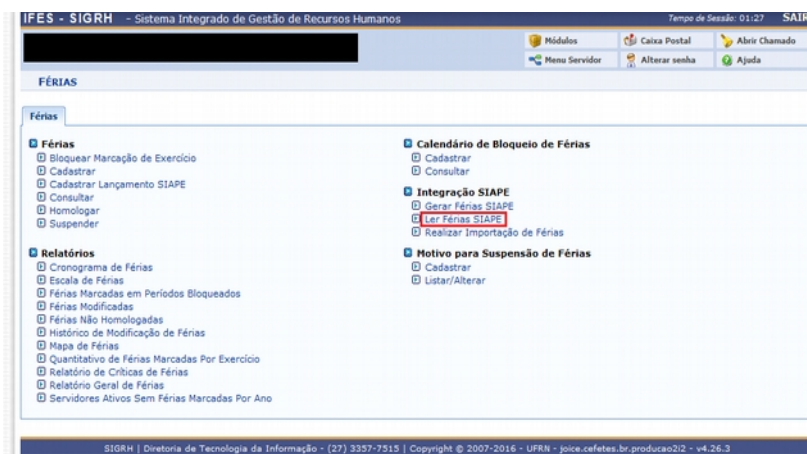 IFES - SIGRH - Sistema Integrado de Gestão de Recursos Humanos Tempo de Sessão: 01:27 SAIR
Módulos Caixa Postal Abrir Chamado
Menu Servidor Alterar senha Ajuda
FÉRIAS
Férias
Férias
Bloquear Marcação de Exercício
Cadastrar
Cadastrar Lançamento SIAPE
Consultar
Homologar
Suspender
Relatórios
Cronograma de Férias
Escala de Férias
Férias Marcadas em Períodos Bloqueados
Férias Modificadas
Férias Não Homologadas
Histórico de Modificação de Férias
Mapa de Férias
Quantitativo de Férias Marcadas Por Exercício
Relatório de Críticas de Férias
Relatório Geral de Férias
Servidores Ativos Sem Férias Marcadas Por Ano
Calendário de Bloqueio de Férias
Cadastrar
Consultar
Integração SIAPE
Gerar Férias SIAPE
Ler Férias SIAPE
Realizar Importação de Férias
Motivo para Suspensão de Férias
Cadastrar
Listar/Alterar
SIGRH | Diretoria de Tecnologia da Informação - (27) 3357-7515 | Copyright © 2007-2016 - UFRN - joice.cefetes.br.producao2i2 - v4.26.3